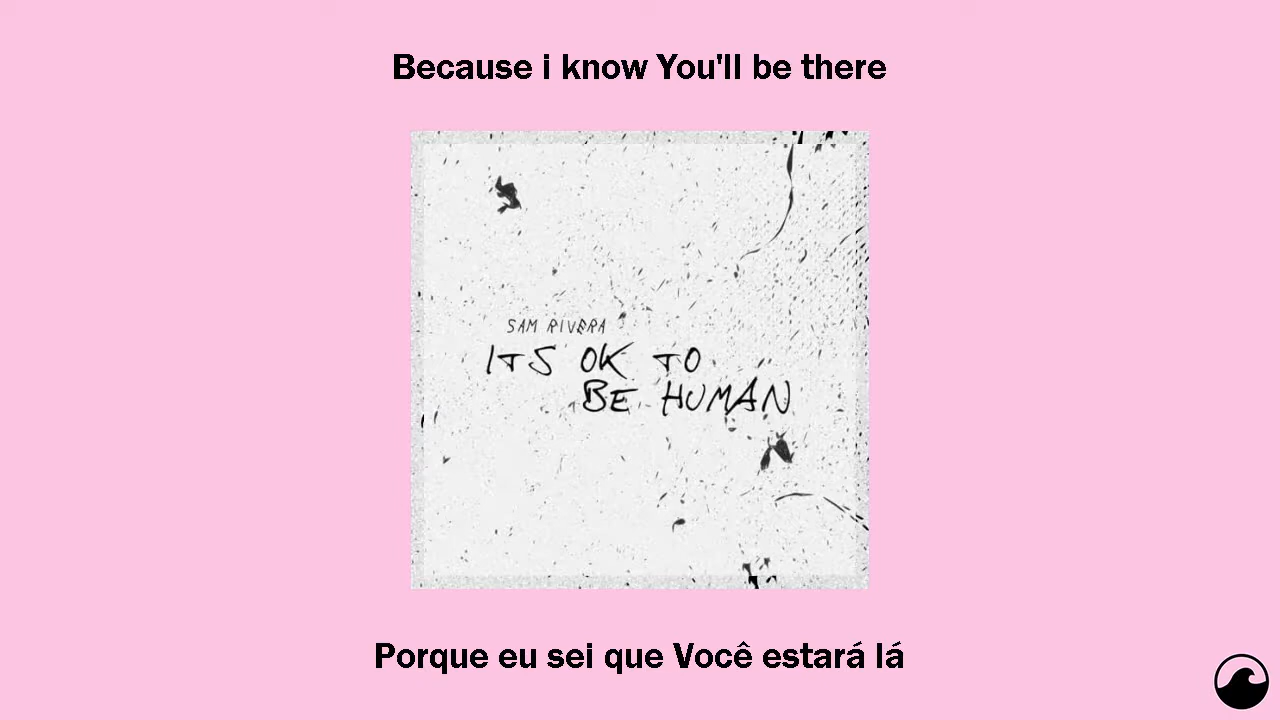 Because i know You'll be there
SAM RIVERA
ITS OK TO
BE HUMAN
Porque eu sei que Você estará lá